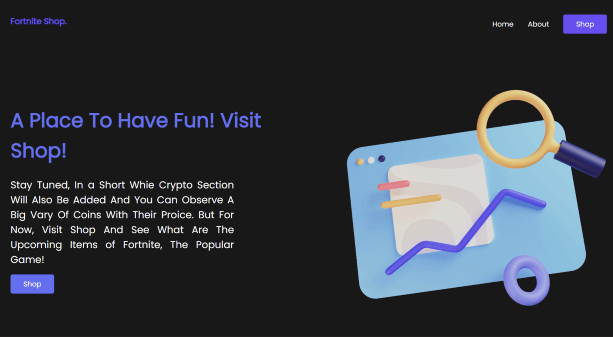 Fortnite Shop.
Home About Shop
A Place To Have Fun! Visit
Shop!
Stay Tuned, In a Short Whie Crypto Section
Will Also Be Added And You Can Observe A
Big Vary Of Coins With Their Proice. But For
Now, Visit Shop And See What Are The
Upcoming Items of Fortnite, The Popular
Game!
Shop